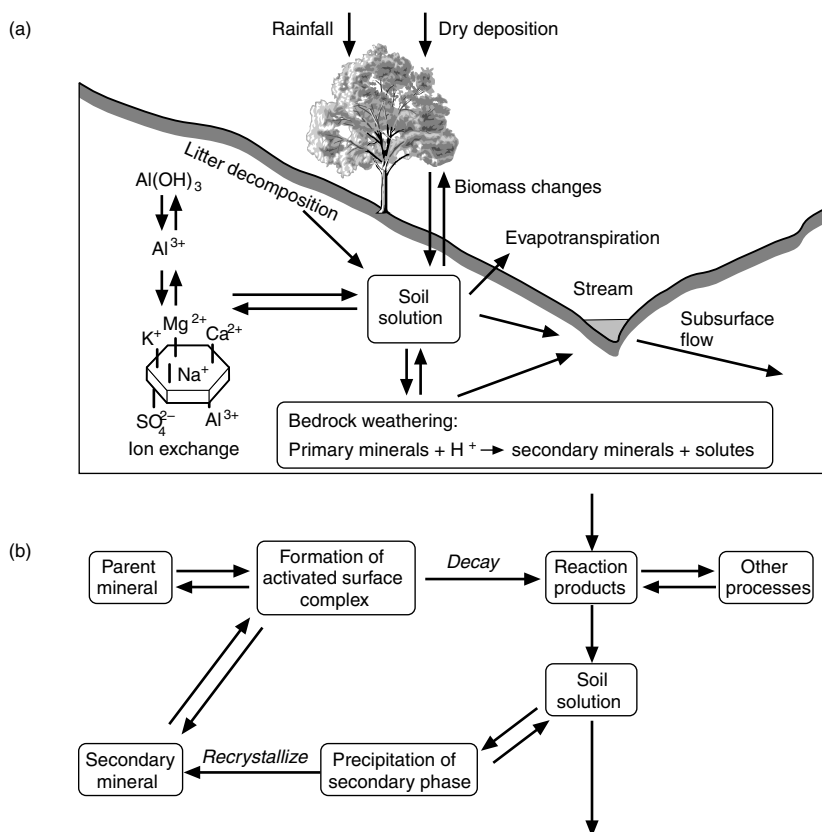 (a)
Rainfall
Dry deposition
Litter decomposition
Al(OH)3
Al3+
Biomass changes
Evapotranspiration
Stream
Subsurface
flow
Soil
solution
K+
Mg2+
Ca2+
Na+
SO42−
Al3+
Ion exchange
Bedrock weathering:
Primary minerals + H+ → secondary minerals + solutes
(b)
Parent
mineral
Formation of
activated surface
complex
Decay
Reaction
products
Other
processes
Soil
solution
Secondary
mineral
Recrystallize
Precipitation of
secondary phase